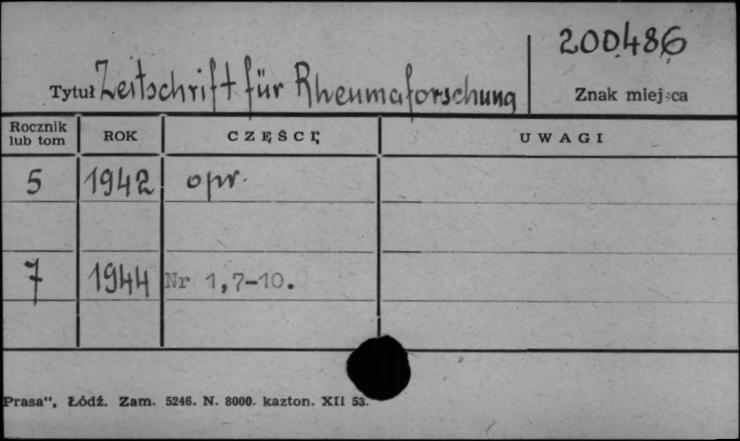 200486
Tytuł Zeitschrift für Rheumaforschung
Znak miejsca
Rocznik lub tom ROK CZĘŚCI UWAGI
5 1942 opr.
7 1944 Nr 1,7-10.
Prasa", Łódź. Zam. 5246. N. 8000. kazton. XII 53.